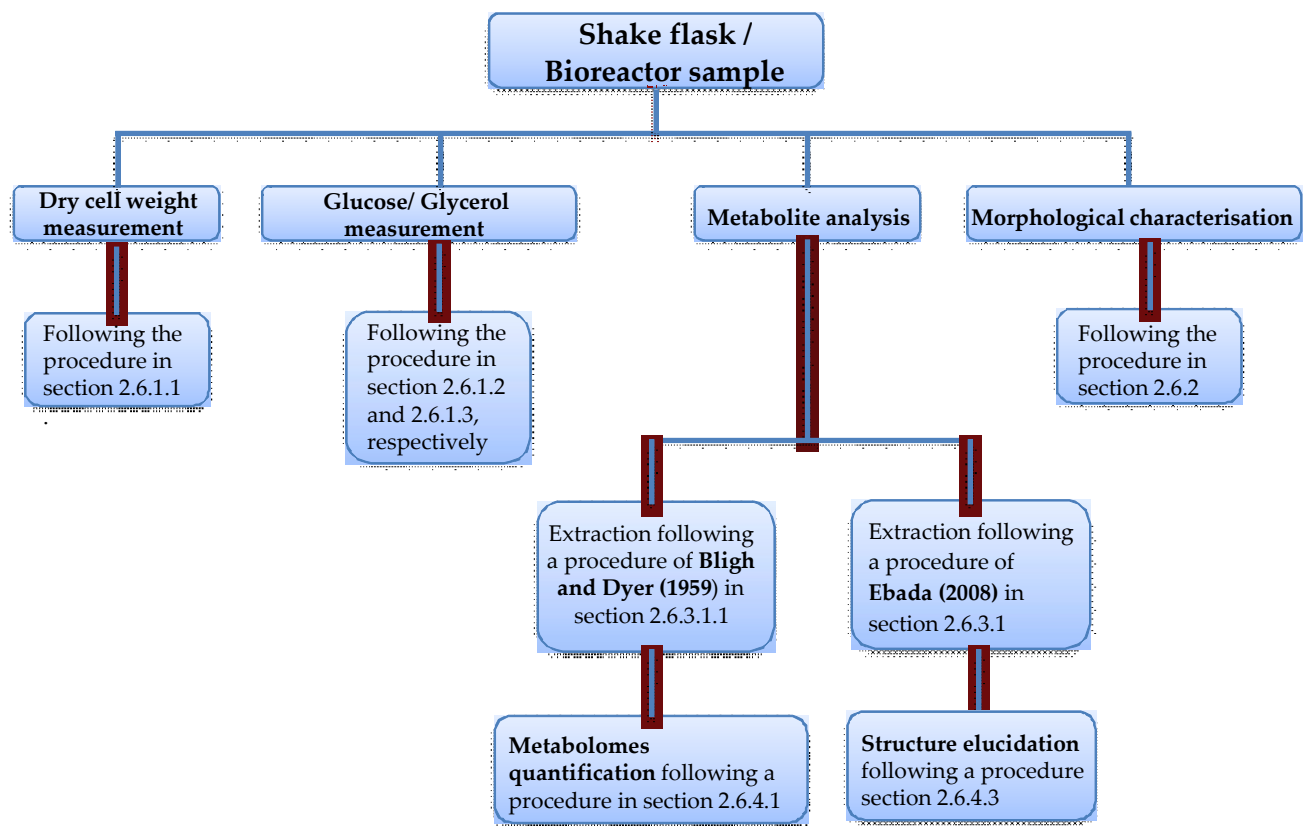 Shake flask /
Bioreactor sample
Dry cell weight
measurement
Glucose/ Glycerol
measurement
Metabolite analysis
Morphological characterisation
Following the
procedure in
section 2.6.1.1
.
Following the
procedure in
section 2.6.1.2
and 2.6.1.3,
respectively
Following the
procedure in
section 2.6.2
Extraction following
a procedure of Bligh
and Dyer (1959) in
section 2.6.3.1.1
Extraction following
a procedure of
Ebada (2008) in
section 2.6.3.1
Metabolomes
quantification following a
procedure in section 2.6.4.1
Structure elucidation
following a procedure
section 2.6.4.3